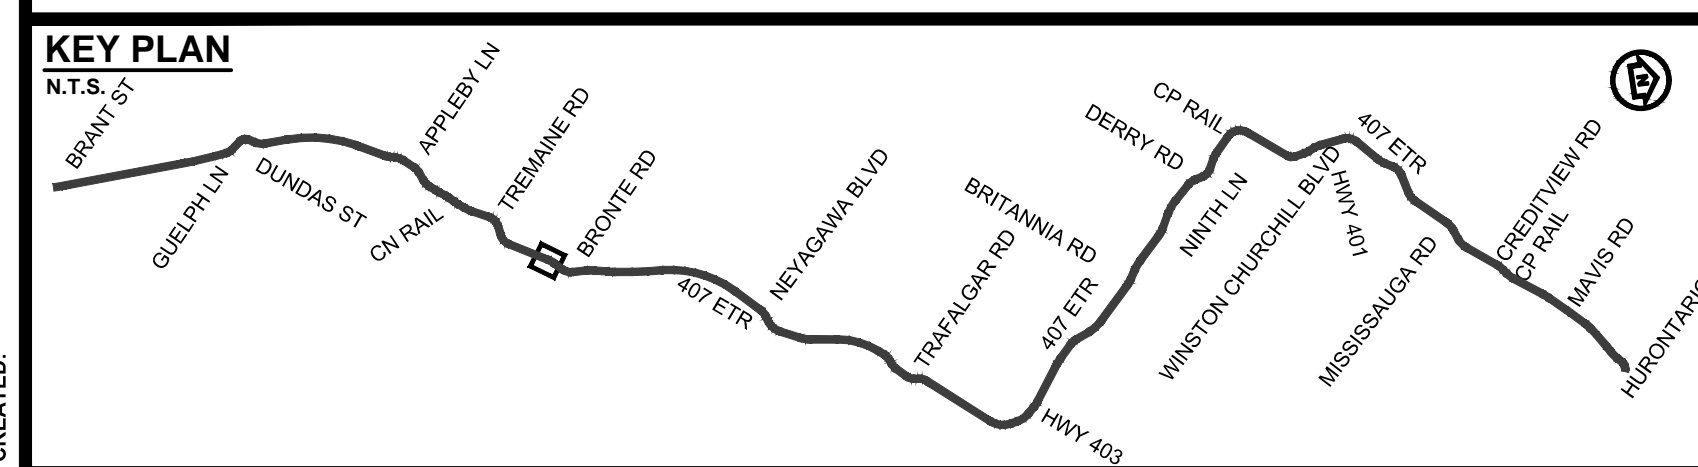 KEY PLAN
N.T.S.
BRANT ST
GUELPH LN
DUNDAS ST
CN RAIL
APPLEBY LN
TREMAINE RD
BRONTE RD
407 ETR
NEYAGAWA BLVD
TRAFALGAR RD
BRITANNIA RD
407 ETR
HWY 403
DERRY RD
CP RAIL
NINTH LN
WINSTON CHURCHILL BLVD
HWY 401
407 ETR
MISSISSAUGA RD
CREDITVIEW RD
CP RAIL
MAVIS RD
N